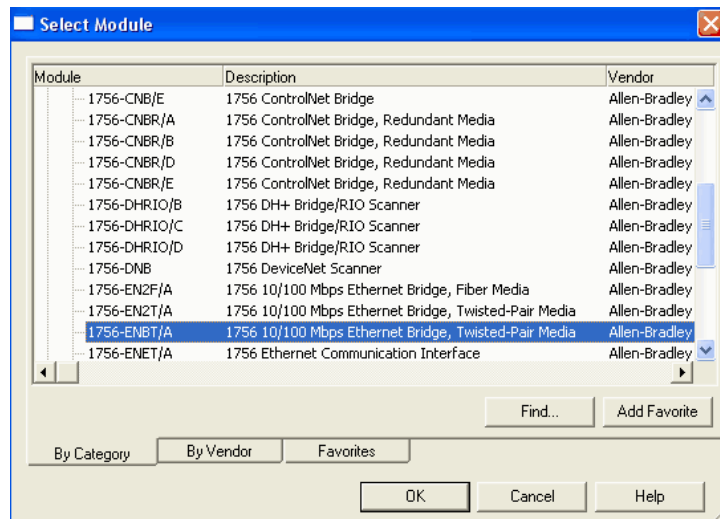 Select Module
Module Description Vendor
1756-CNB/E 1756 ControlNet Bridge Allen-Bradley
1756-CNBR/A 1756 ControlNet Bridge, Redundant Media Allen-Bradley
1756-CNBR/B 1756 ControlNet Bridge, Redundant Media Allen-Bradley
1756-CNBR/D 1756 ControlNet Bridge, Redundant Media Allen-Bradley
1756-CNBR/E 1756 ControlNet Bridge, Redundant Media Allen-Bradley
1756-DHRIO/B 1756 DH+ Bridge/RIO Scanner Allen-Bradley
1756-DHRIO/C 1756 DH+ Bridge/RIO Scanner Allen-Bradley
1756-DHRIO/D 1756 DH+ Bridge/RIO Scanner Allen-Bradley
1756-DNB 1756 DeviceNet Scanner Allen-Bradley
1756-EN2F/A 1756 10/100 Mbps Ethernet Bridge, Fiber Media Allen-Bradley
1756-EN2T/A 1756 10/100 Mbps Ethernet Bridge, Twisted-Pair Media Allen-Bradley
1756-ENBT/A 1756 10/100 Mbps Ethernet Bridge, Twisted-Pair Media Allen-Bradley
1756-ENET/A 1756 Ethernet Communication Interface Allen-Bradley
Find... Add Favorite
By Category By Vendor Favorites
OK Cancel Help